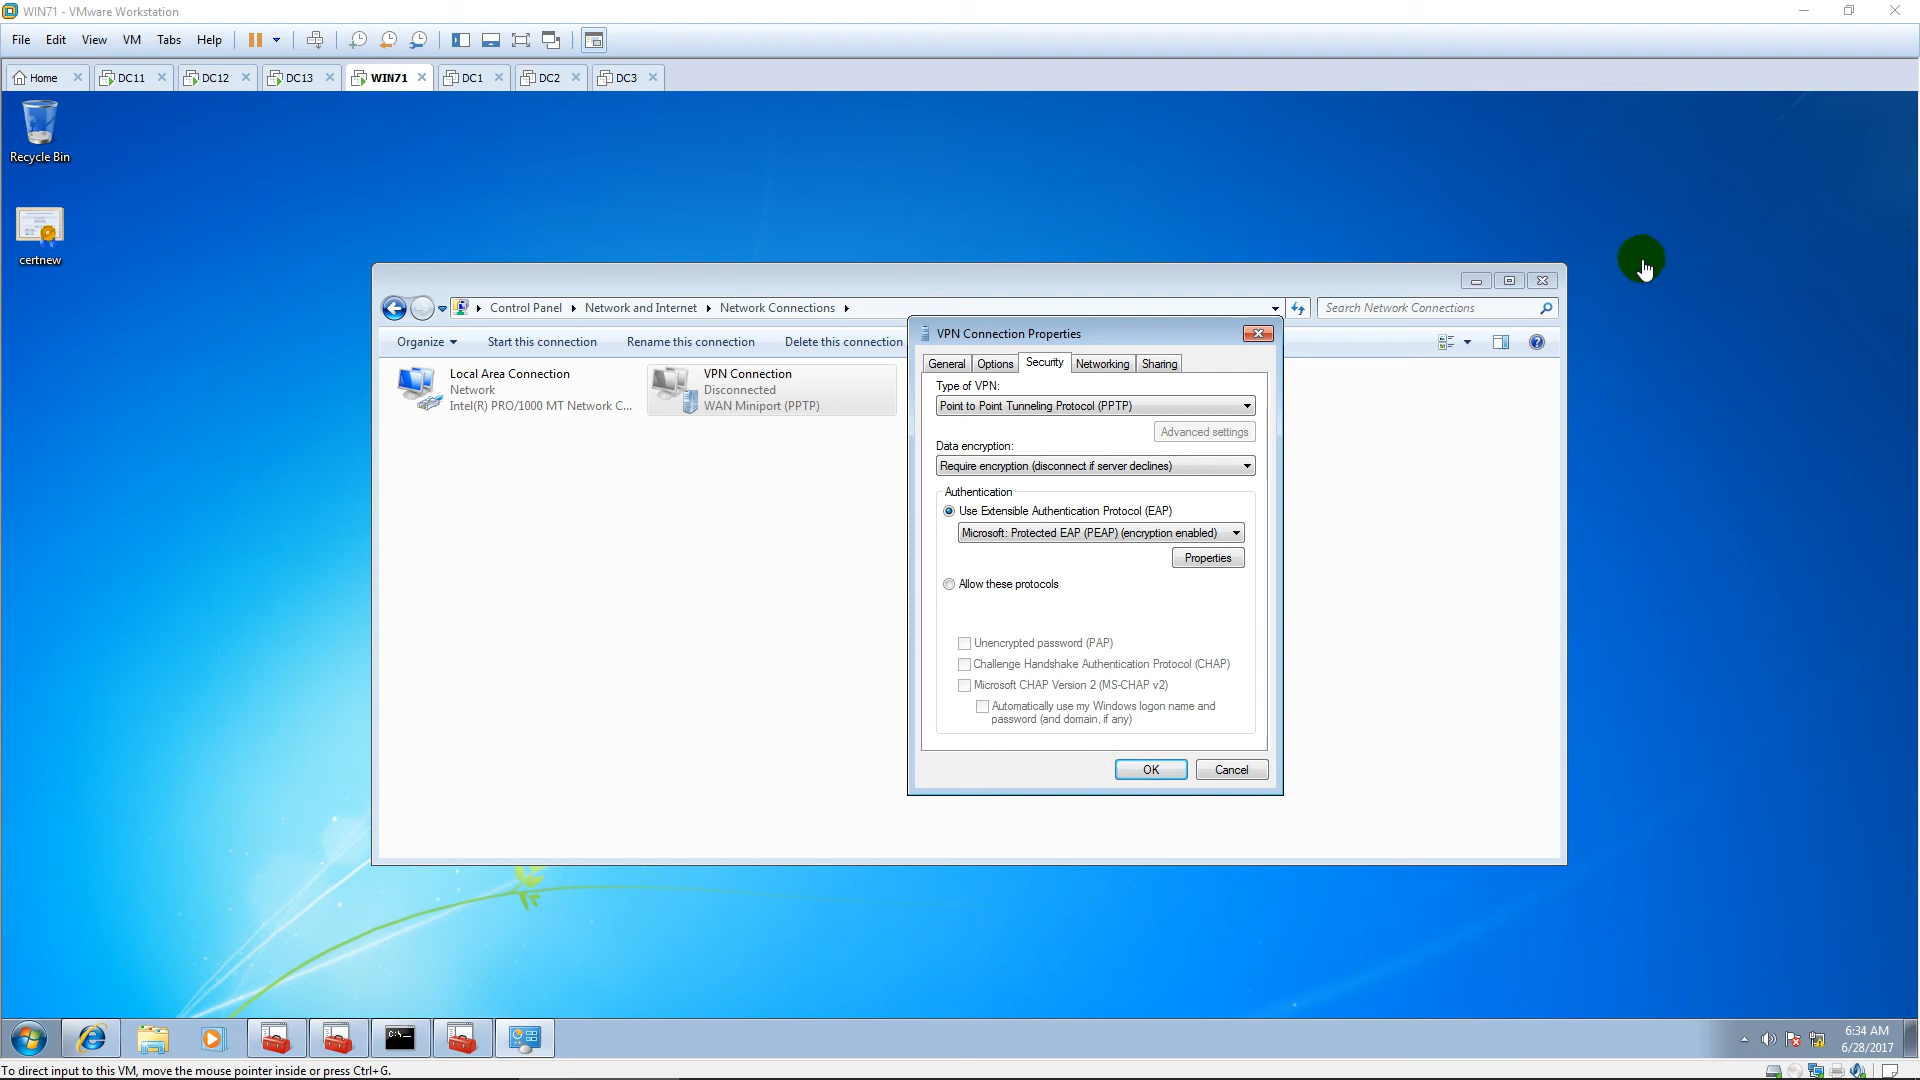 WIN71 - VMware Workstation
File Edit View VM Tabs Help
Home DC11 DC12 DC13 WIN71 DC1 DC2 DC3
Recycle Bin
certnew
Control Panel Network and Internet Network Connections
Search Network Connections
Organize Start this connection Rename this connection Delete this connection
Local Area Connection
Network
Intel(R) PRO/1000 MT Network C...
VPN Connection
Disconnected
WAN Miniport (PPTP)
VPN Connection Properties
General Options Security Networking Sharing
Type of VPN:
Point to Point Tunneling Protocol (PPTP)
Advanced settings
Data encryption:
Require encryption (disconnect if server declines)
Authentication
Use Extensible Authentication Protocol (EAP)
Microsoft: Protected EAP (PEAP) (encryption enabled)
Properties
Allow these protocols
Unencrypted password (PAP)
Challenge Handshake Authentication Protocol (CHAP)
Microsoft CHAP Version 2 (MS-CHAP v2)
Automatically use my Windows logon name and
password (and domain, if any)
OK Cancel
C:\.
6:34 AM
6/28/2017
To direct input to this VM, move the mouse pointer inside or press Ctrl+G.